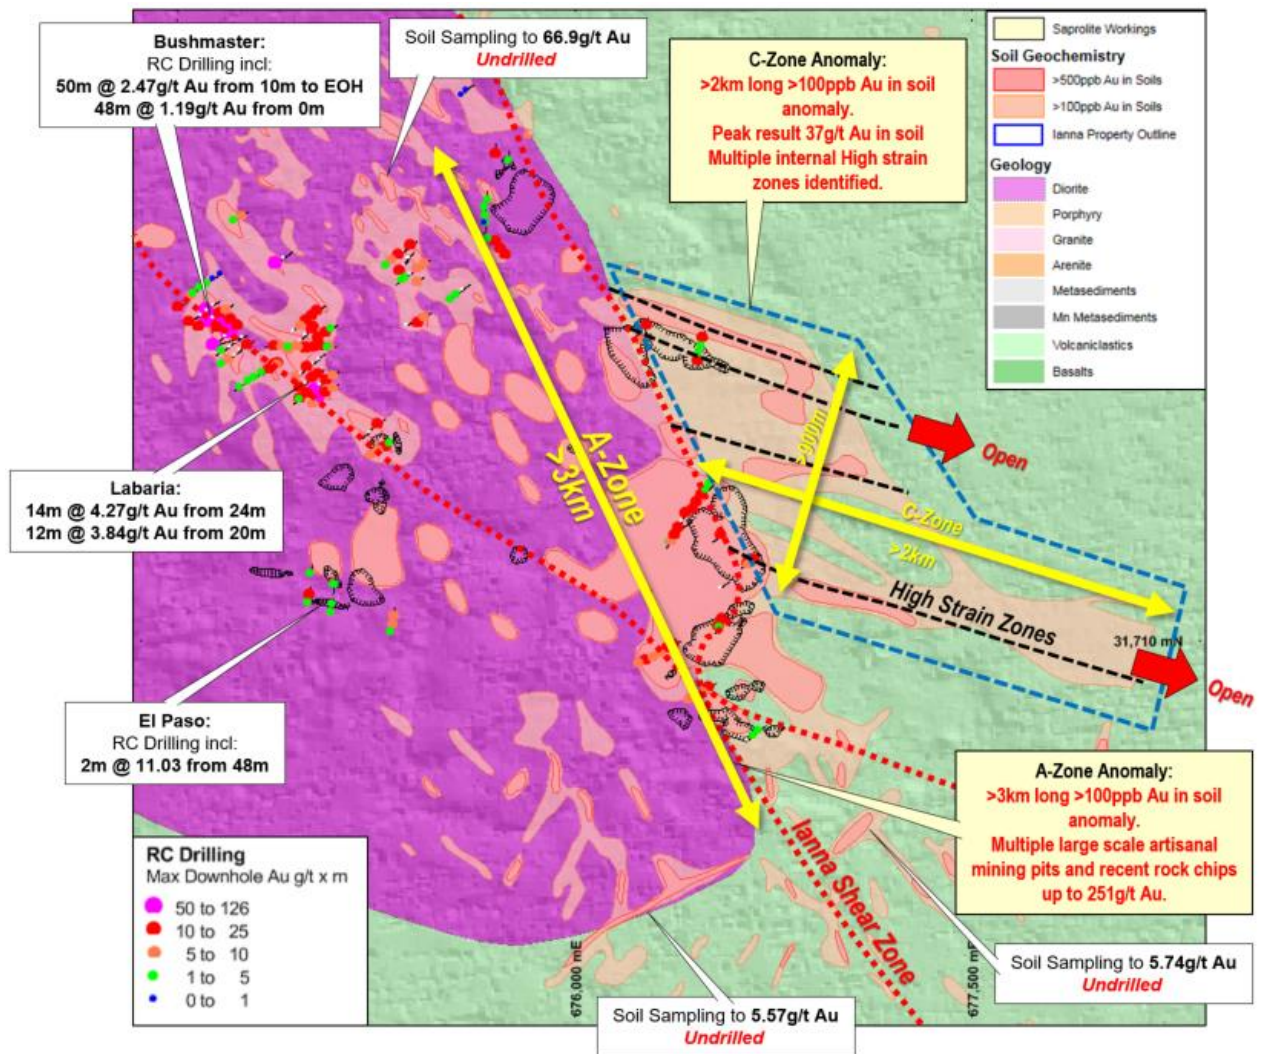 Bushmaster:
RC Drilling incl:
50m @ 2.47g/t Au from 10m to EOH
48m @ 1.19g/t Au from 0m
Soil Sampling to 66.9g/t Au
Undrilled
C-Zone Anomaly:
>2km long >100ppb Au in soil
anomaly.
Peak result 37g/t Au in soil
Multiple internal High strain
zones identified.
Saprolite Workings
Soil Geochemistry
>500ppb Au in Soils
>100ppb Au in Soils
Ianna Property Outline
Geology
Diorite
Porphyry
Granite
Arenite
Metasediments
Mn Metasediments
Volcaniclastics
Basalts
A-Zone
>3km
>900m
C-Zone
>2km
Open
High Strain Zones
31,710 mN
Open
Labaria:
14m @ 4.27g/t Au from 24m
12m @ 3.84g/t Au from 20m
El Paso:
RC Drilling incl:
2m @ 11.03 from 48m
A-Zone Anomaly:
>3km long >100ppb Au in soil
anomaly.
Multiple large scale artisanal
mining pits and recent rock chips
up to 251g/t Au.
Ianna Shear Zone
RC Drilling
Max Downhole Au g/t x m
50 to 126
10 to 25
5 to 10
1 to 5
0 to 1
676,000 mE
677,500 mE
Soil Sampling to 5.74g/t Au
Undrilled
Soil Sampling to 5.57g/t Au
Undrilled